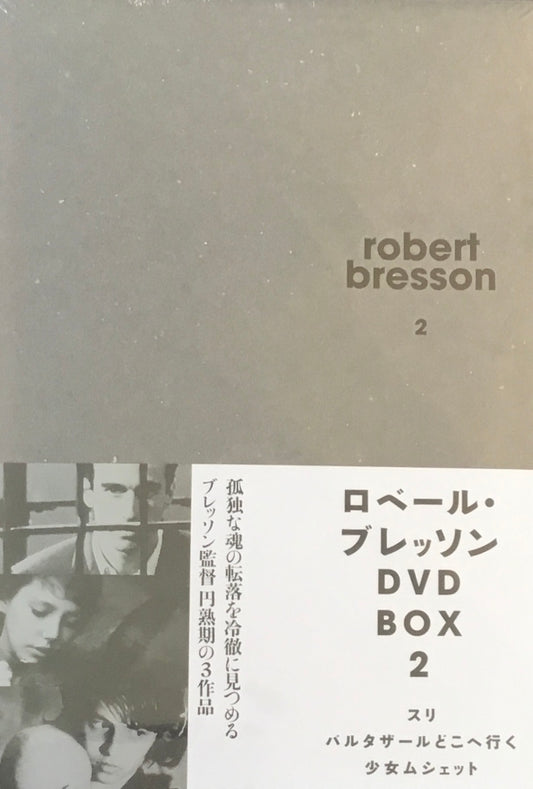 robert
bresson
2
ロベール・
ブレッソン
DVD
BOX
2
スリ
バルタザールどこへ行く
少女ムシェット
孤独な魂の転落を冷徹に見つめる
ブレッソン監督 円熟期の3作品